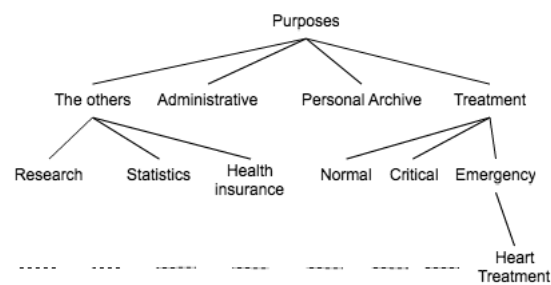 Purposes
The others Administrative Personal Archive Treatment
Research Statistics Health insurance Normal Critical Emergency
Heart
Treatment